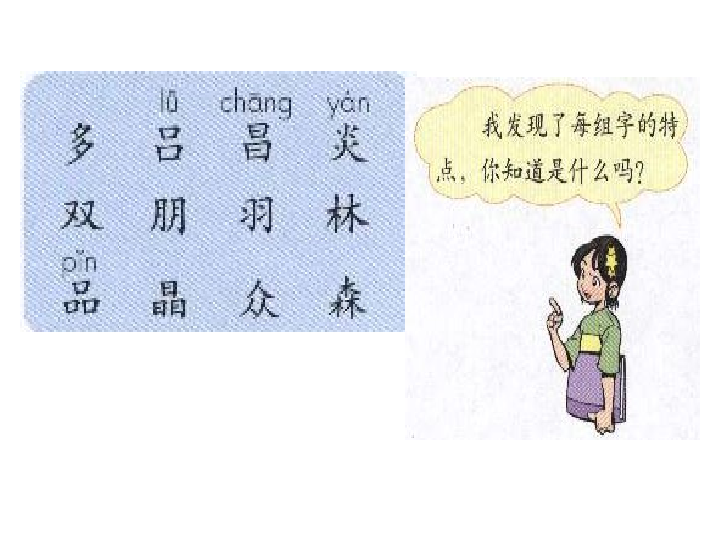 lǚ chāng yán
多 吕 昌 炎
双 朋 羽 林
pǐn
品 晶 众 森
我发现了每组字的特
点，你知道是什么吗？